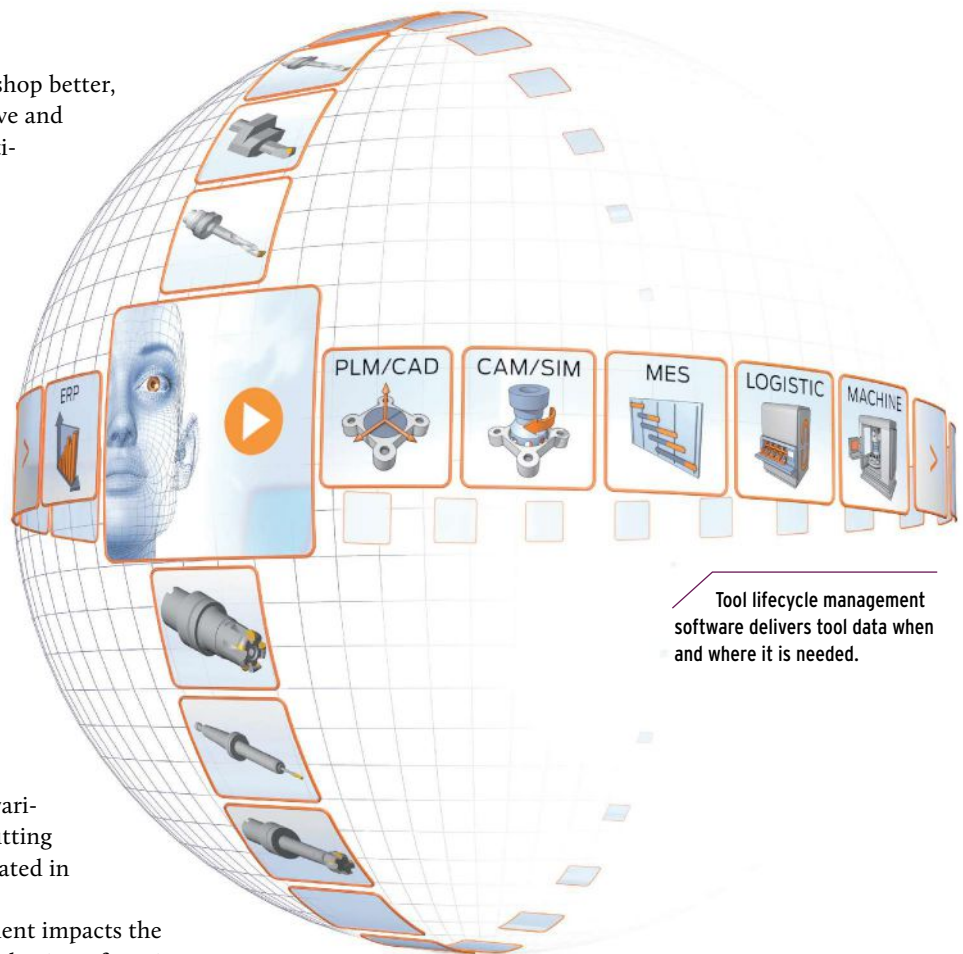 shop better,
ve and
ti-
ERP
PLM/CAD
CAM/SIM
MES
LOGISTIC
MACHINE
Tool lifecycle management
software delivers tool data when
and where it is needed.
vari-
tting
ated in
ent impacts the